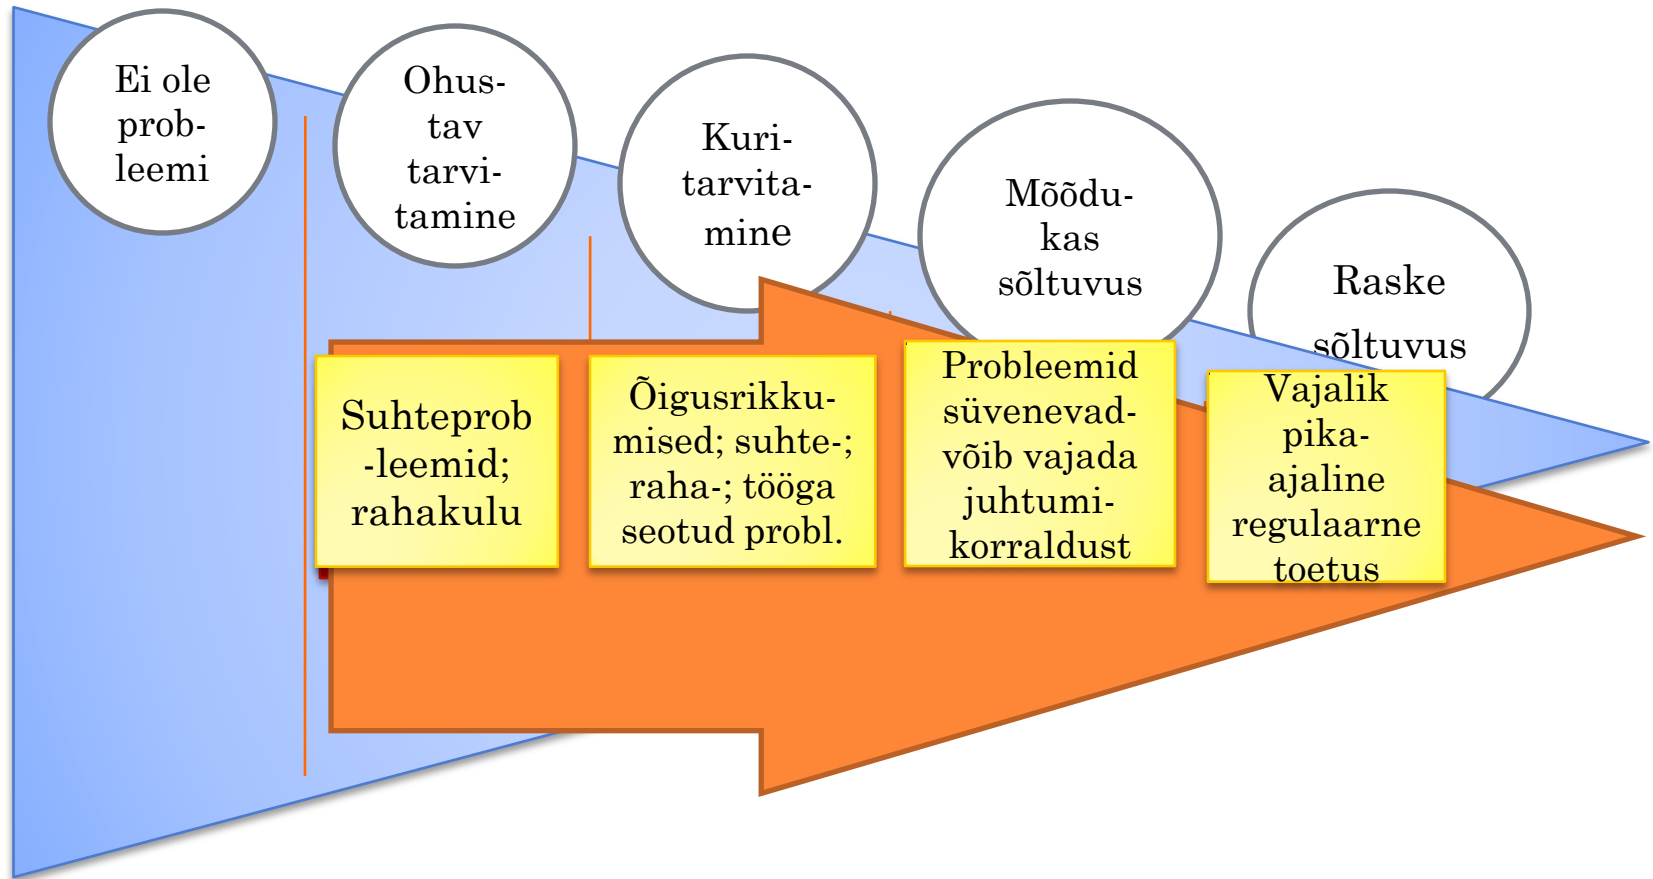 Ei ole
prob-
leemi
Ohus-
tav
tarvi-
tamine
Kuri-
tarvita-
mine
Mõõdu-
kas
sõltuvus
Raske
sõltuvus
Suhteprob
-leemid;
rahakulu
Õigusrikku-
mised; suhte-;
raha-; tööga
seotud probl.
Probleemid
süvenevad-
võib vajada
juhtumi-
korraldust
Vajalik
pika-
ajaline
regulaarne
toetus